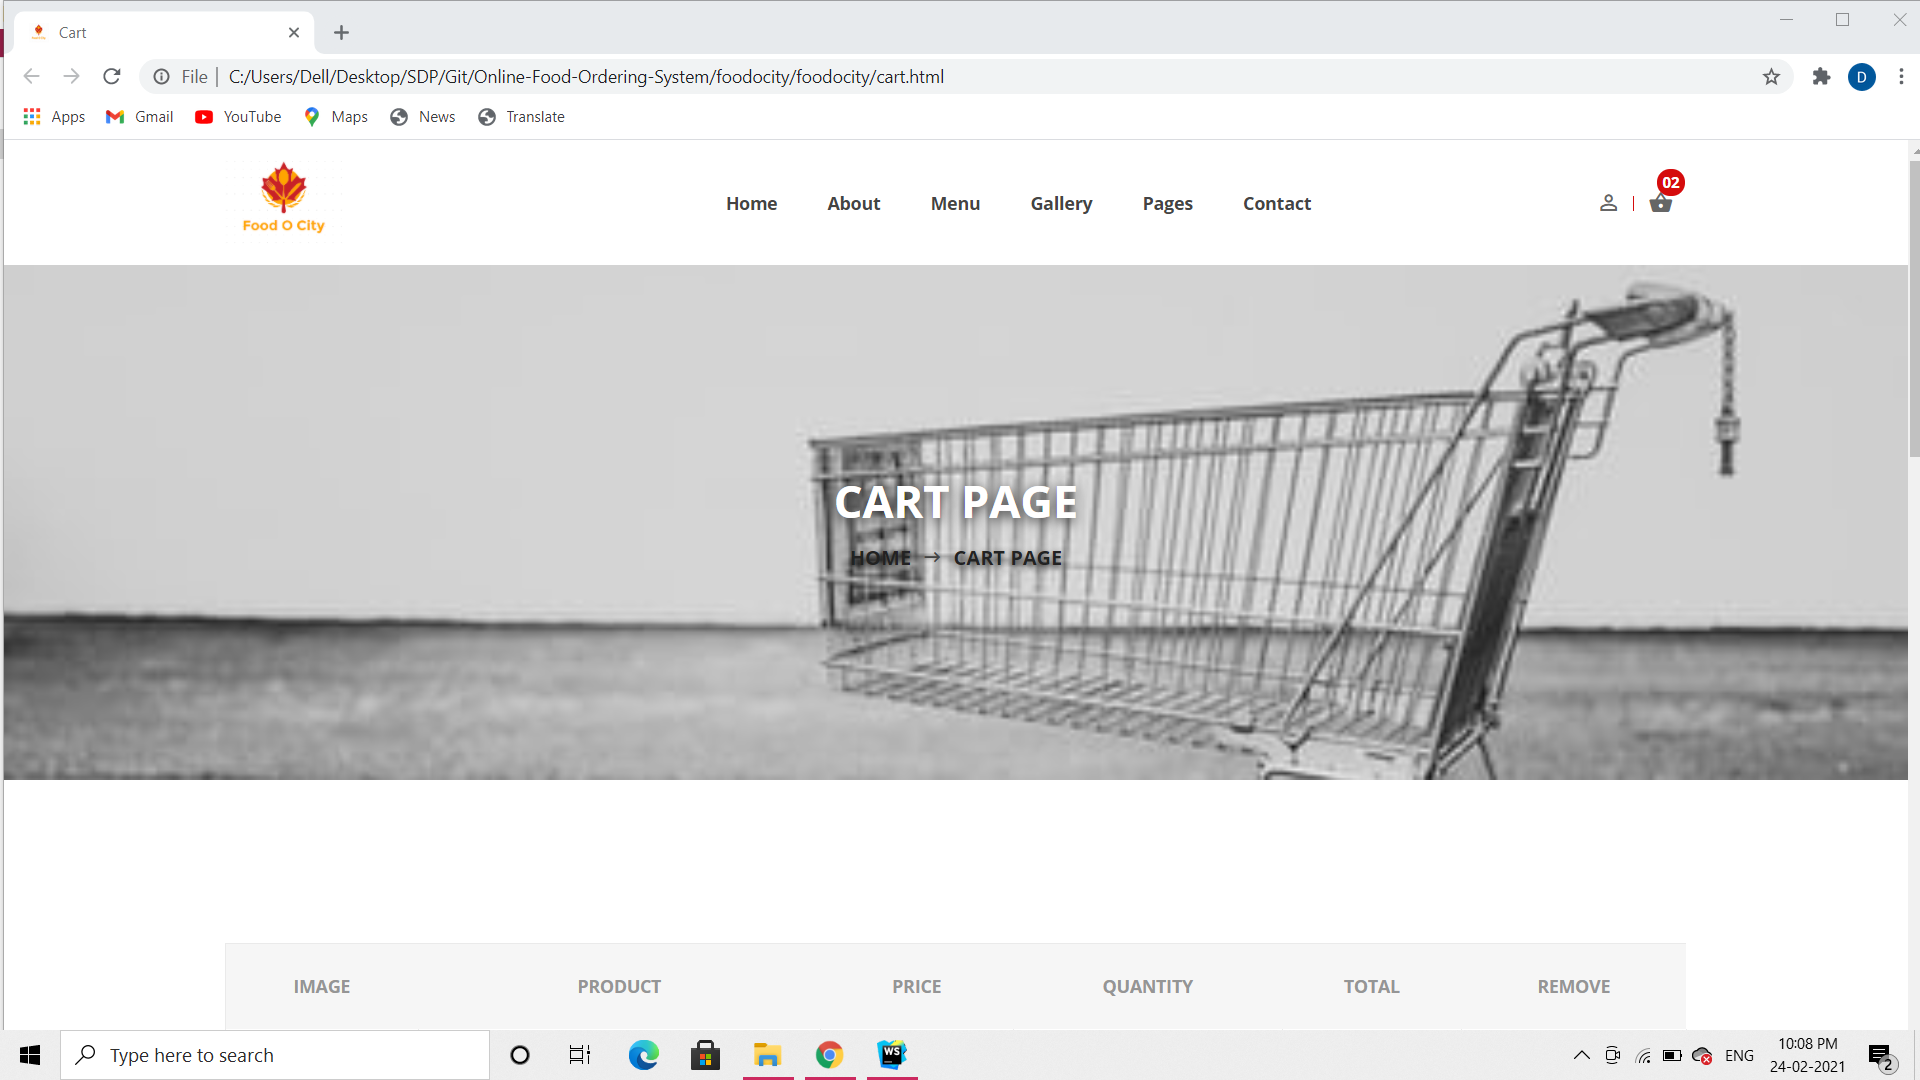 Cart
File | C:/Users/Dell/Desktop/SDP/Git/Online-Food-Ordering-System/foodocity/foodocity/cart.html
D
Apps Gmail YouTube Maps News Translate
Food O City
Home About Menu Gallery Pages Contact
02
CART PAGE
HOME → CART PAGE
IMAGE PRODUCT PRICE QUANTITY TOTAL REMOVE
Type here to search
WS
ENG
10:08 PM
24-02-2021
2